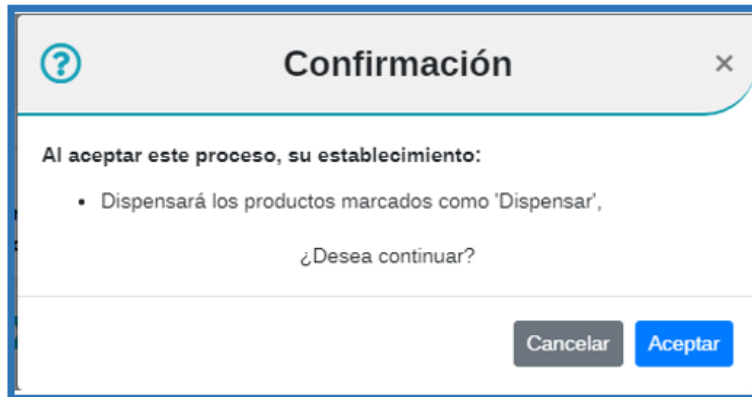 Confirmación
Al aceptar este proceso, su establecimiento:
• Dispensará los productos marcados como 'Dispensar',
¿Desea continuar?
Cancelar Aceptar